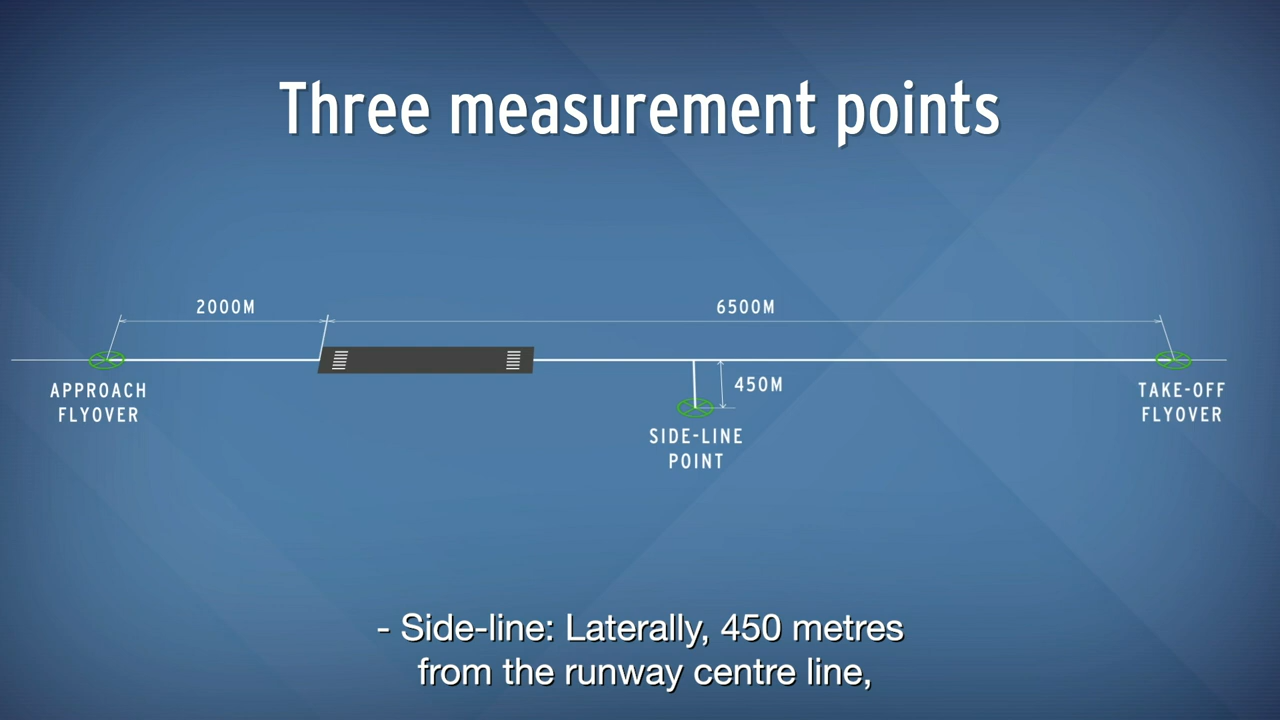 Three measurement points
2000M
6500M
APPROACH
FLYOVER
450M
TAKE-OFF
FLYOVER
SIDE-LINE
POINT
- Side-line: Laterally, 450 metres
from the runway centre line,